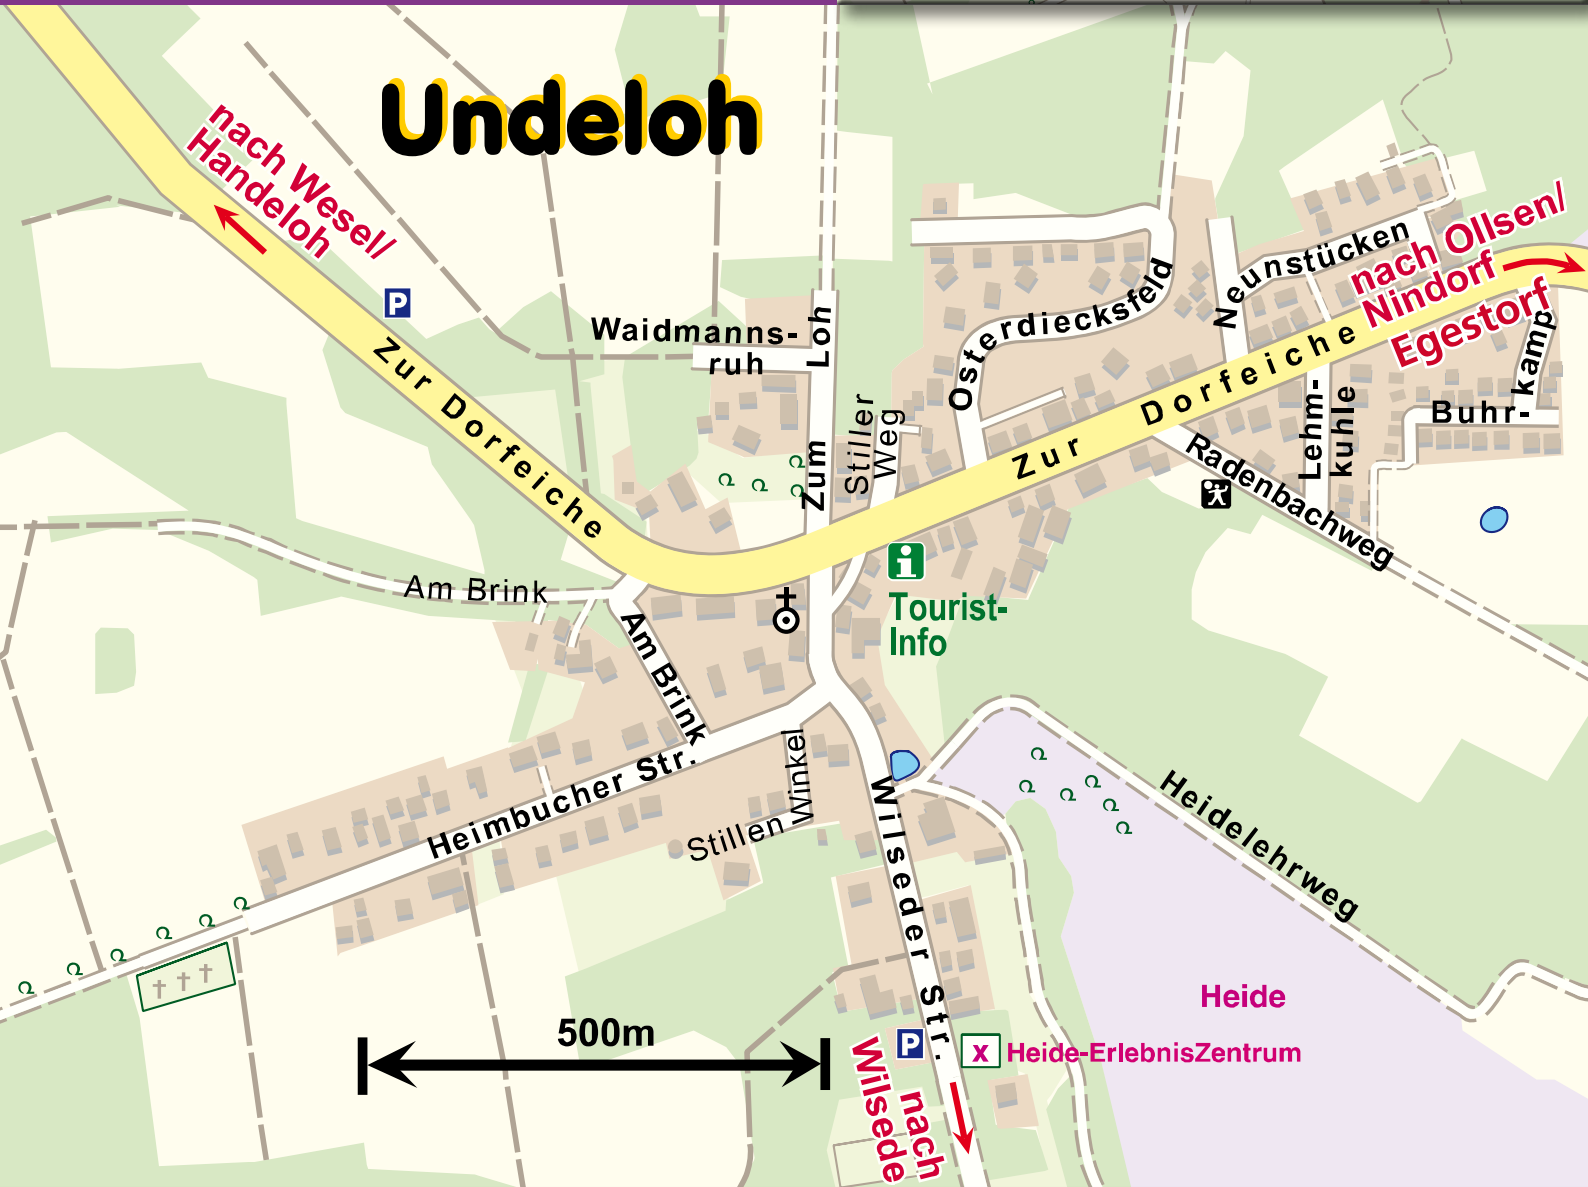 Undeloh
nach Wesel/
Handeloh
P
Zur Dorfeiche
Waidmanns-
ruh
Zum Loh
Stiller
Weg
Osterdiecksfeld
Neunstücken
nach Ollsen/
Nindorf
Egestorf
Zur Dorfeiche
Lehm-
kuhle
Buhr-
kamp
Radenbachweg
i
Tourist-
Info
Am Brink
Am Brink
Heimbucher Str.
Stillen
Winkel
Wilseder Str.
Heidelehrweg
Heide
500m
P
x Heide-ErlebnisZentrum
nach
Wilsede